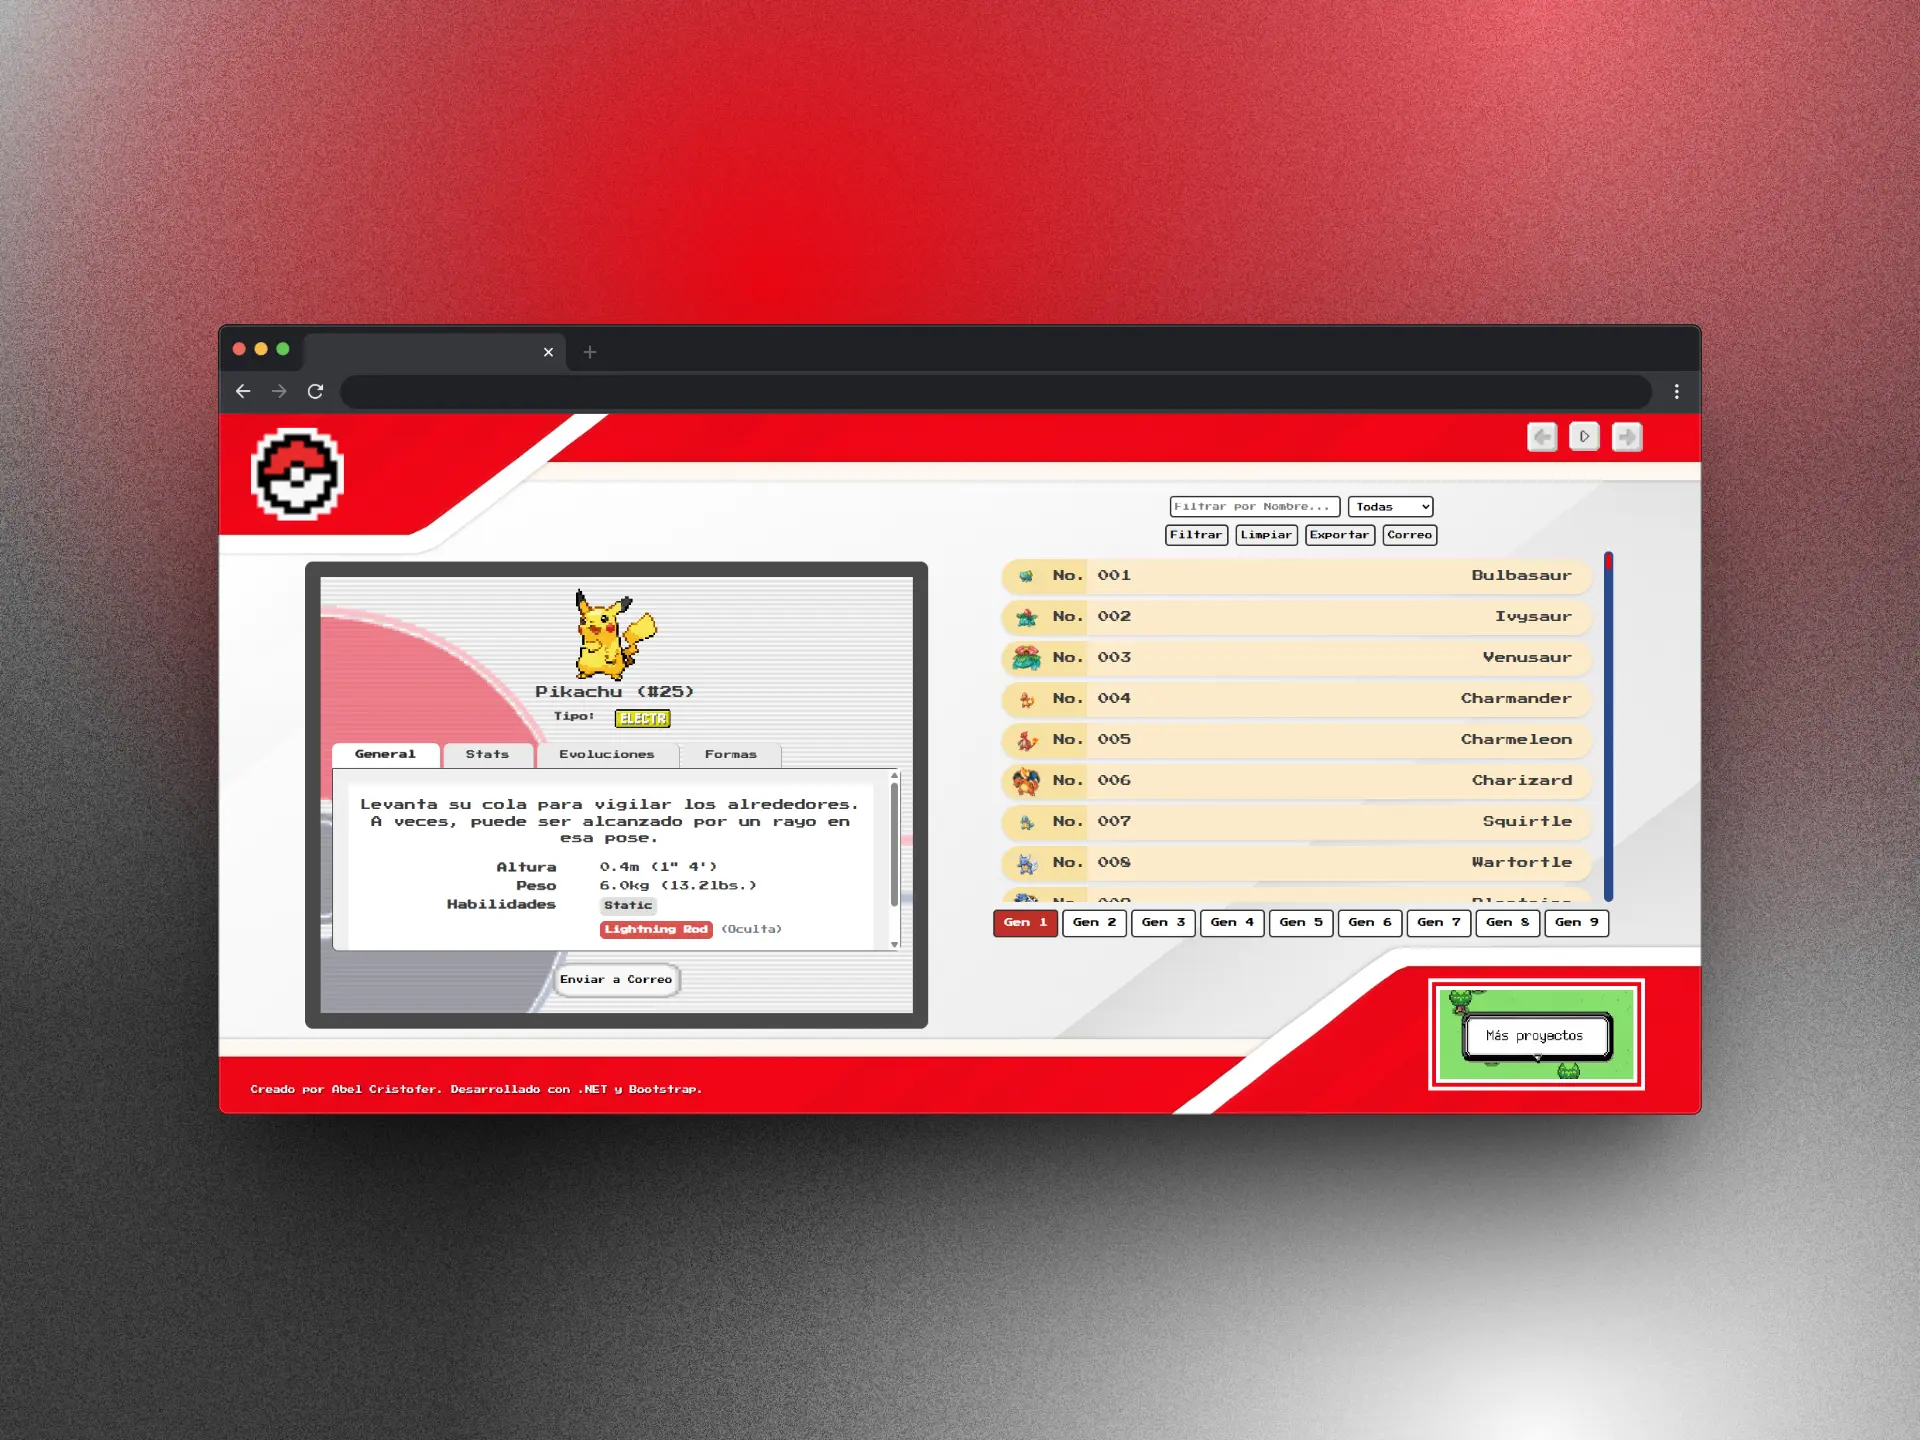 Filtrar por Nombre...
Todas
Filtrar
Limpiar
Exportar
Correo
Pikachu (#25)
Tipo:
ELECTR
General
Stats
Evoluciones
Formas
Levanta su cola para vigilar los alrededores.
A veces, puede ser alcanzado por un rayo en
esa pose.
Altura 0.4m (1" 4')
Peso 6.0kg (13.2lbs.)
Habilidades Static
Lightning Rod (Oculta)
Enviar a Correo
No. 001 Bulbasaur
No. 002 Ivysaur
No. 003 Venusaur
No. 004 Charmander
No. 005 Charmeleon
No. 006 Charizard
No. 007 Squirtle
No. 008 Wartortle
Gen 1
Gen 2
Gen 3
Gen 4
Gen 5
Gen 6
Gen 7
Gen 8
Gen 9
Más proyectos
Creado por Abel Cristofer. Desarrollado con .NET y Bootstrap.